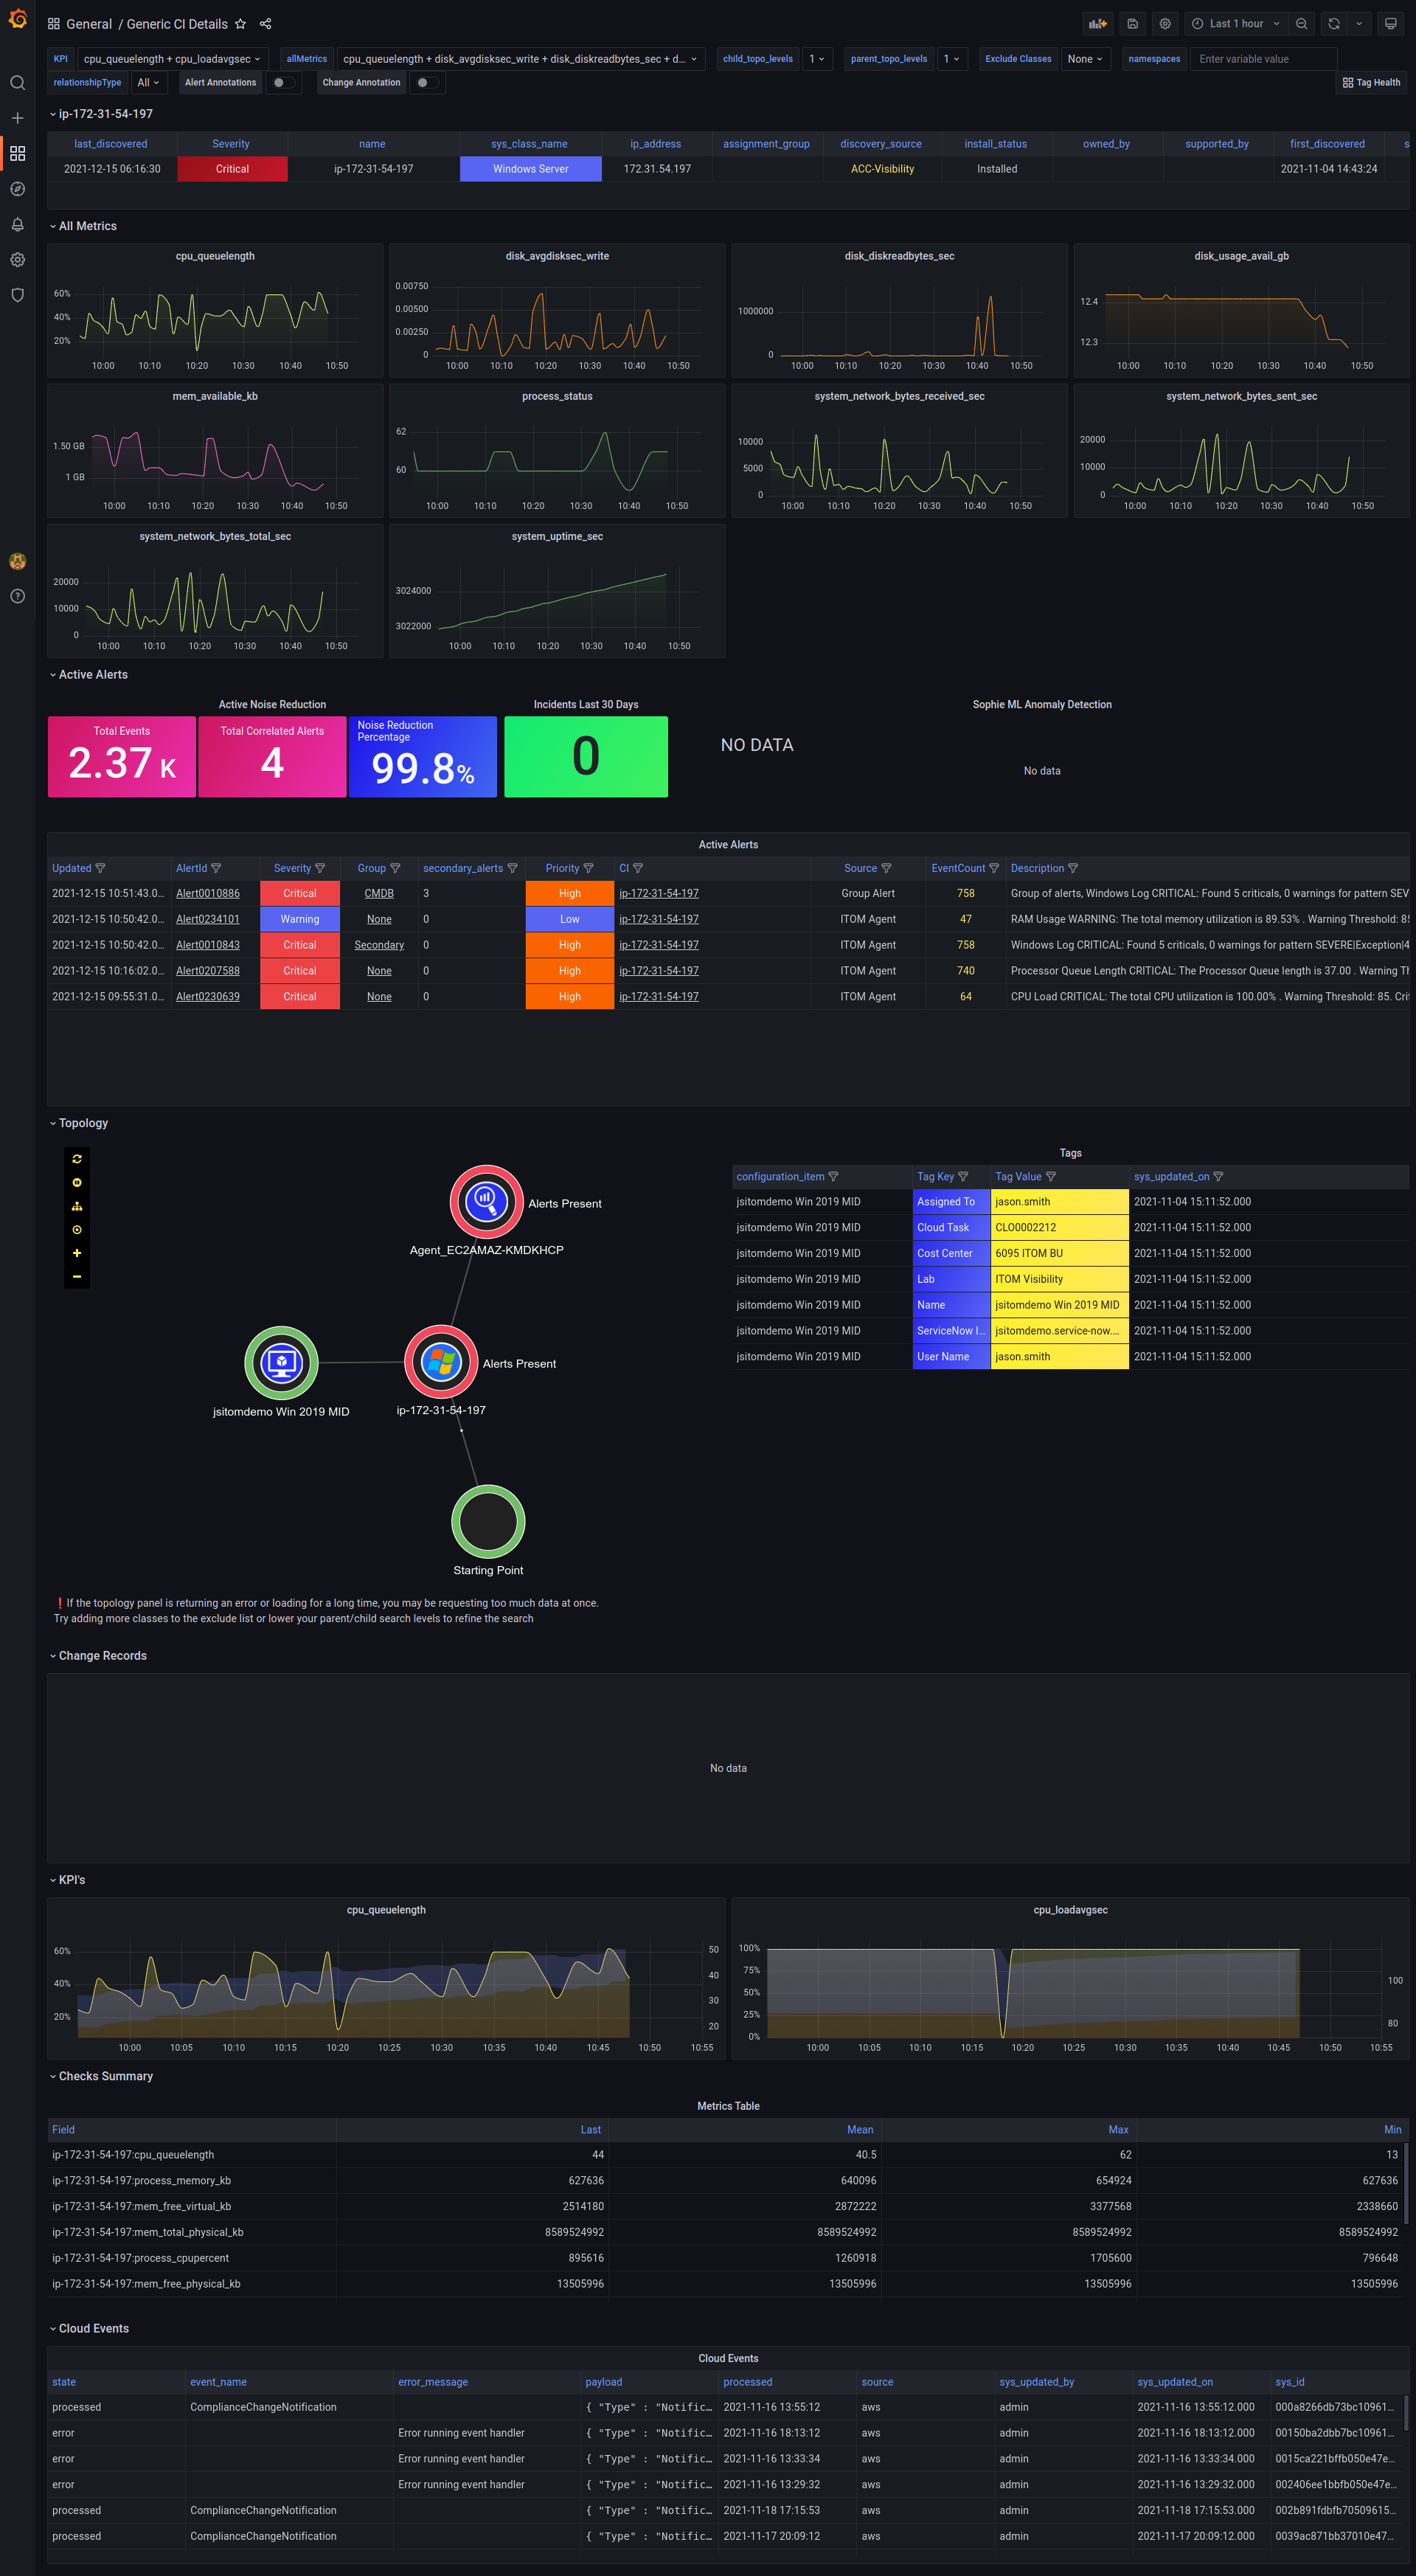 General / Generic CI Details
Last 1 hour
KPI cpu_queuelength + cpu_loadavgsec allMetrics cpu_queuelength + disk_avgdisksec_write + disk_diskreadbytes_sec + d... child_topo_levels 1 parent_topo_levels 1 Exclude Classes None namespaces Enter variable value
relationshipType All Alert Annotations Change Annotation Tag Health
ip-172-31-54-197
last_discovered Severity name sys_class_name ip_address assignment_group discovery_source install_status owned_by supported_by first_discovered s
2021-12-15 06:16:30 Critical ip-172-31-54-197 Windows Server 172.31.54.197 ACC-Visibility Installed 2021-11-04 14:43:24
All Metrics
cpu_queuelength
60%
40%
20%
10:00 10:10 10:20 10:30 10:40 10:50
disk_avgdisksec_write
0.00750
0.00500
0.00250
0
10:00 10:10 10:20 10:30 10:40 10:50
disk_diskreadbytes_sec
1000000
0
10:00 10:10 10:20 10:30 10:40 10:50
disk_usage_avail_gb
12.4
12.3
10:00 10:10 10:20 10:30 10:40 10:50
mem_available_kb
1.50 GB
1 GB
10:00 10:10 10:20 10:30 10:40 10:50
process_status
62
60
10:00 10:10 10:20 10:30 10:40 10:50
system_network_bytes_received_sec
10000
5000
0
10:00 10:10 10:20 10:30 10:40 10:50
system_network_bytes_sent_sec
20000
10000
0
10:00 10:10 10:20 10:30 10:40 10:50
system_network_bytes_total_sec
20000
10000
0
10:00 10:10 10:20 10:30 10:40 10:50
system_uptime_sec
3024000
3022000
10:00 10:10 10:20 10:30 10:40 10:50
Active Alerts
Active Noise Reduction
Total Events
2.37 K
Total Correlated Alerts
4
Noise Reduction
Percentage
99.8%
Incidents Last 30 Days
0
Sophie ML Anomaly Detection
NO DATA
No data
Active Alerts
Updated AlertId Severity Group secondary_alerts Priority CI Source EventCount Description
2021-12-15 10:51:43.0... Alert0010886 Critical CMDB 3 High ip-172-31-54-197 Group Alert 758 Group of alerts, Windows Log CRITICAL: Found 5 criticals, 0 warnings for pattern SEV
2021-12-15 10:50:42.0... Alert0234101 Warning None 0 Low ip-172-31-54-197 ITOM Agent 47 RAM Usage WARNING: The total memory utilization is 89.53% . Warning Threshold: 85
2021-12-15 10:50:42.0... Alert0010843 Critical Secondary 0 High ip-172-31-54-197 ITOM Agent 758 Windows Log CRITICAL: Found 5 criticals, 0 warnings for pattern SEVERE|Exception|4
2021-12-15 10:16:02.0... Alert0207588 Critical None 0 High ip-172-31-54-197 ITOM Agent 740 Processor Queue Length CRITICAL: The Processor Queue length is 37.00 . Warning Th
2021-12-15 09:55:31.0... Alert0230639 Critical None 0 High ip-172-31-54-197 ITOM Agent 64 CPU Load CRITICAL: The total CPU utilization is 100.00% . Warning Threshold: 85. Crit
Topology
Alerts Present
Agent_EC2AMAZ-KMDKHCP
Alerts Present
jsitomdemo Win 2019 MID
ip-172-31-54-197
Starting Point
❗If the topology panel is returning an error or loading for a long time, you may be requesting too much data at once.
Try adding more classes to the exclude list or lower your parent/child search levels to refine the search
Tags
configuration_item Tag Key Tag Value sys_updated_on
jsitomdemo Win 2019 MID Assigned To jason.smith 2021-11-04 15:11:52.000
jsitomdemo Win 2019 MID Cloud Task CLO0002212 2021-11-04 15:11:52.000
jsitomdemo Win 2019 MID Cost Center 6095 ITOM BU 2021-11-04 15:11:52.000
jsitomdemo Win 2019 MID Lab ITOM Visibility 2021-11-04 15:11:52.000
jsitomdemo Win 2019 MID Name jsitomdemo Win 2019 MID 2021-11-04 15:11:52.000
jsitomdemo Win 2019 MID ServiceNow I... jsitomdemo.service-now.... 2021-11-04 15:11:52.000
jsitomdemo Win 2019 MID User Name jason.smith 2021-11-04 15:11:52.000
Change Records
No data
KPI's
cpu_queuelength
60%
40%
20%
50
40
30
20
10:00 10:05 10:10 10:15 10:20 10:25 10:30 10:35 10:40 10:45 10:50 10:55
cpu_loadavgsec
100%
75%
50%
25%
0%
100
80
10:00 10:05 10:10 10:15 10:20 10:25 10:30 10:35 10:40 10:45 10:50 10:55
Checks Summary
Metrics Table
Field Last Mean Max Min
ip-172-31-54-197:cpu_queuelength 44 40.5 62 13
ip-172-31-54-197:process_memory_kb 627636 640096 654924 627636
ip-172-31-54-197:mem_free_virtual_kb 2514180 2872222 3377568 2338660
ip-172-31-54-197:mem_total_physical_kb 8589524992 8589524992 8589524992 8589524992
ip-172-31-54-197:process_cpupercent 895616 1260918 1705600 796648
ip-172-31-54-197:mem_free_physical_kb 13505996 13505996 13505996 13505996
Cloud Events
Cloud Events
state event_name error_message payload processed source sys_updated_by sys_updated_on sys_id
processed ComplianceChangeNotification { "Type" : "Notific... 2021-11-16 13:55:12 aws admin 2021-11-16 13:55:12.000 000a8266db73bc10961...
error Error running event handler { "Type" : "Notific... 2021-11-16 18:13:12 aws admin 2021-11-16 18:13:12.000 00150ba2dbb7bc10961...
error Error running event handler { "Type" : "Notific... 2021-11-16 13:33:34 aws admin 2021-11-16 13:33:34.000 0015ca221bffb050e47e...
error Error running event handler { "Type" : "Notific... 2021-11-16 13:29:32 aws admin 2021-11-16 13:29:32.000 002406ee1bbfb050e47e...
processed ComplianceChangeNotification { "Type" : "Notific... 2021-11-18 17:15:53 aws admin 2021-11-18 17:15:53.000 002b891fdbfb70509615...
processed ComplianceChangeNotification { "Type" : "Notific... 2021-11-17 20:09:12 aws admin 2021-11-17 20:09:12.000 0039ac871bb37010e47...